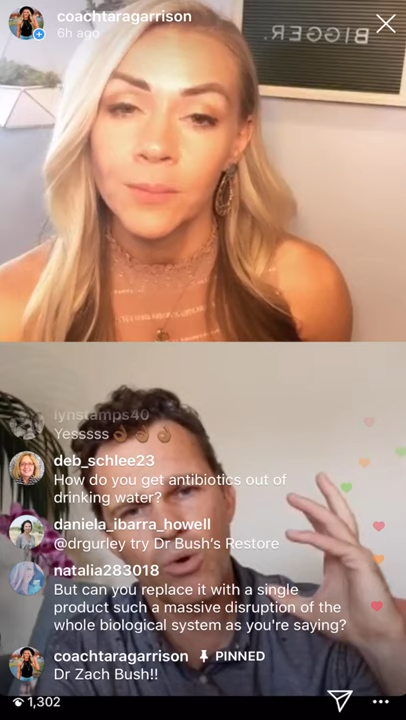 coachtaragarrison
6h ago
BIGGER.
lynstamps40
Yesssss👌🏽👌🏽👌🏽
deb_schlee23
How do you get antibiotics out of
drinking water?
daniela_ibarra_howell
@drgurley try Dr Bush's Restore
natalia283018
But can you replace it with a single
product such a massive disruption of the
whole biological system as you're saying?
coachtaragarrison PINNED
Dr Zach Bush!!
1,302